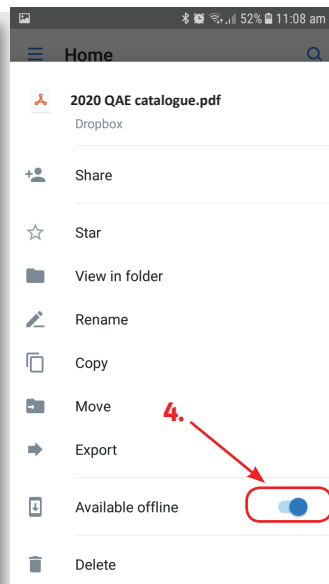 52% 11:08 am
Home
2020 QAE catalogue.pdf
Dropbox
Share
Star
View in folder
Rename
Copy
Move
4.
Export
Available offline
Delete